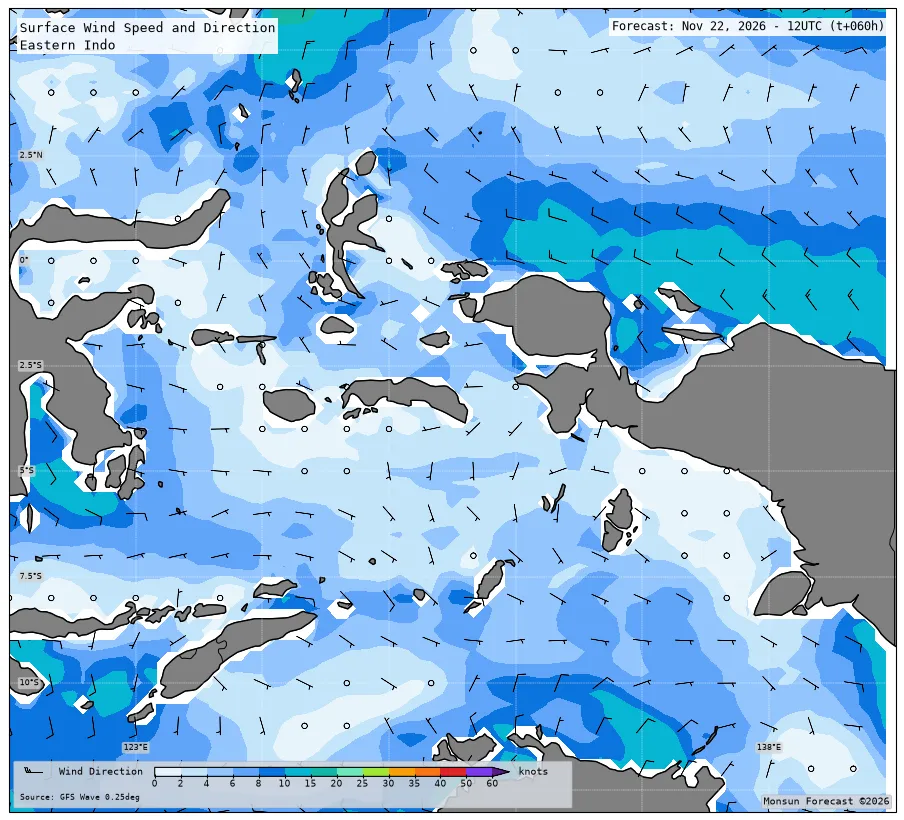 Surface Wind Speed and Direction
Eastern Indo
Forecast: Nov 22, 2026 - 12UTC (t+060h)
2.5°N
0°
2.5°S
5°S
7.5°S
10°S
123°E
138°E
Wind Direction
knots
0 2 4 6 8 10 15 20 25 30 35 40 50 60
Source: GFS Wave 0.25deg
Monsun Forecast ©2026